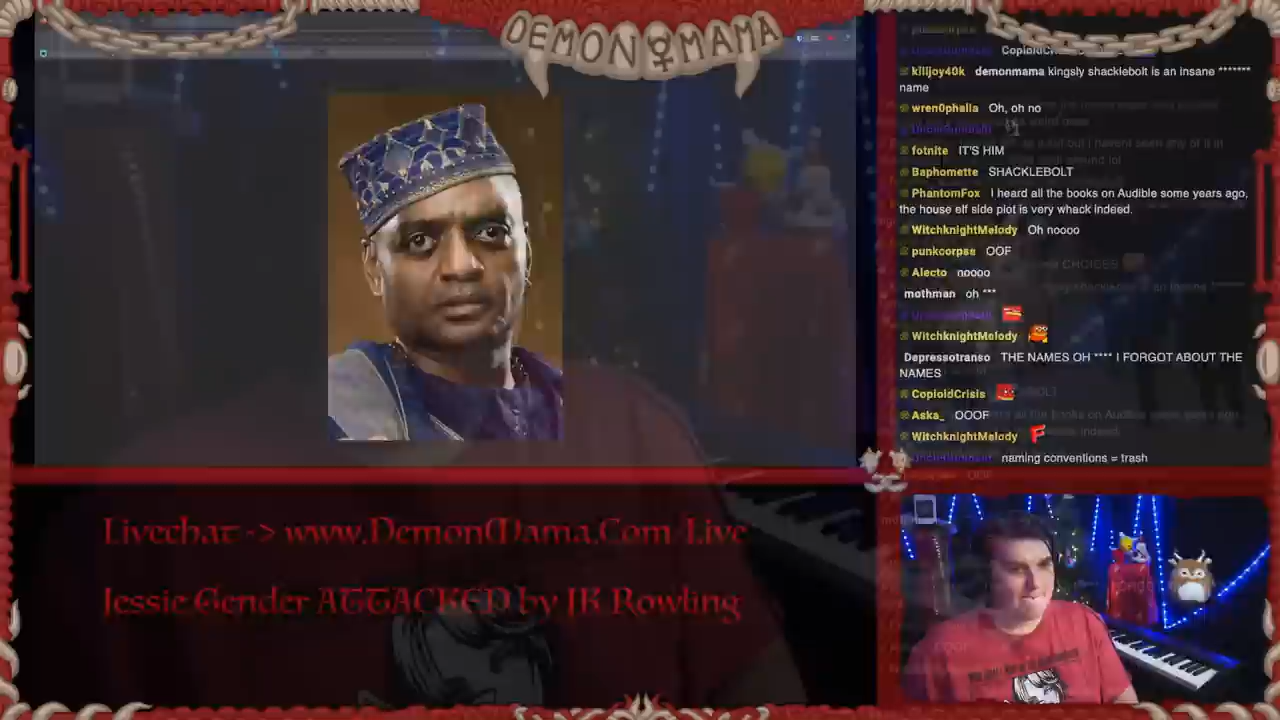 DEMON MAMA
killjoy40k demonmama kingsly shacklebolt is an insane *******
name
wren0phalia Oh, oh no
fotnite IT'S HIM
Baphomette SHACKLEBOLT
PhantomFox I heard all the books on Audible some years ago,
the house elf side plot is very whack indeed.
WitchknightMelody Oh noooo
punkcorpse OOF
Alecto noooo
mothman oh ***
WitchknightMelody
Depressotranso THE NAMES OH **** I FORGOT ABOUT THE
NAMES
CopioidCrisis
Aska_ OOOF
WitchknightMelody F
naming conventions = trash
Livechat -> www.DemonMama.Com/Live
Jessie Gender ATTACKED by JK Rowling